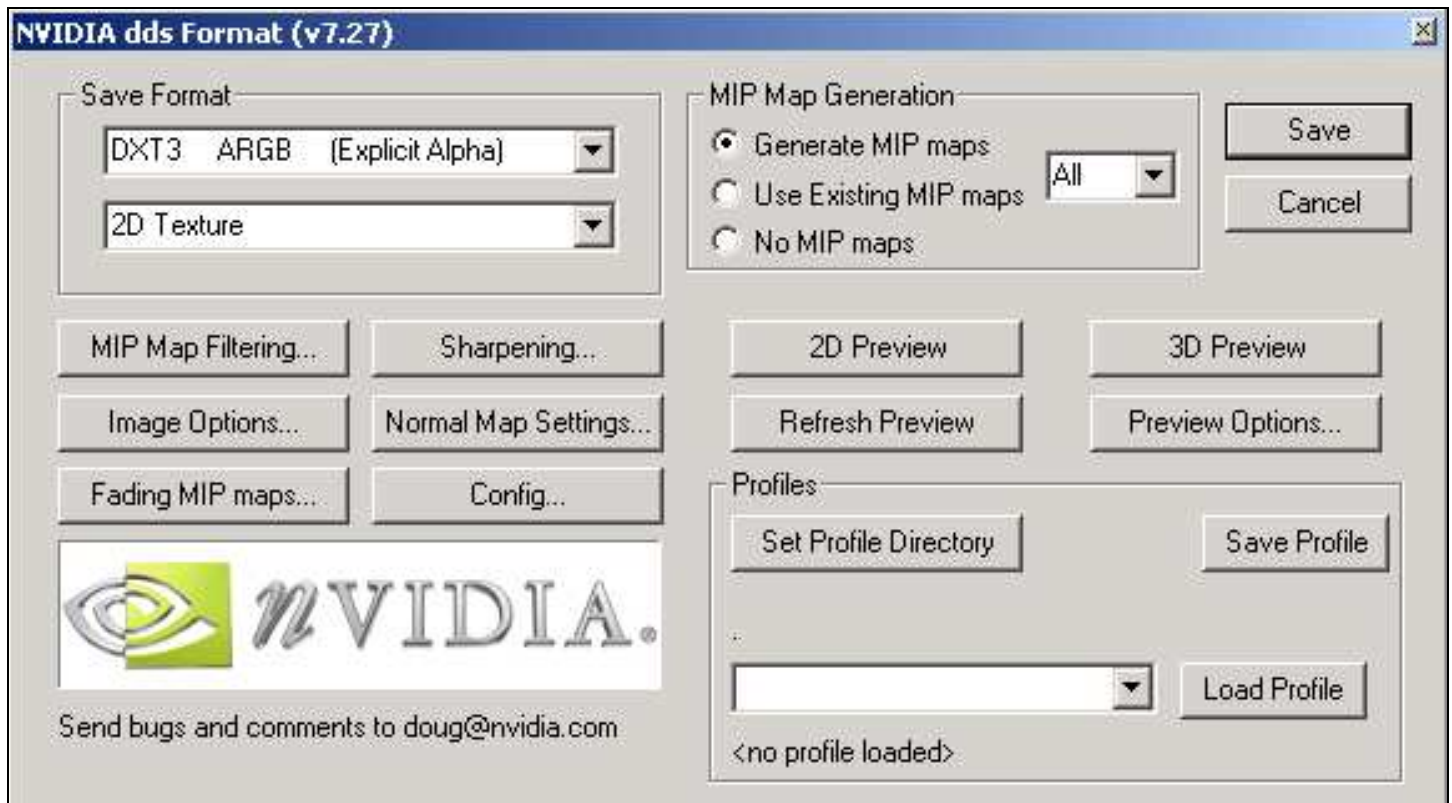 NVIDIA dds Format (v7.27)
Save Format
DXT3 ARGB (Explicit Alpha)
2D Texture
MIP Map Generation
Generate MIP maps
Use Existing MIP maps
No MIP maps
All
Save
Cancel
MIP Map Filtering...
Sharpening...
2D Preview
3D Preview
Image Options...
Normal Map Settings...
Refresh Preview
Preview Options...
Fading MIP maps...
Config...
Profiles
Set Profile Directory
Save Profile
nVIDIA.®
.
Load Profile
Send bugs and comments to doug@nvidia.com
<no profile loaded>